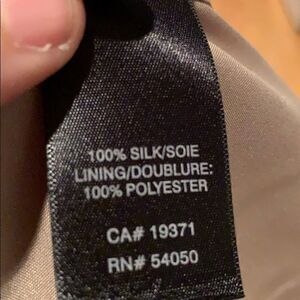 100% SILK/SOIE
LINING/DOUBLURE:
100% POLYESTER
CA# 19371
RN# 54050